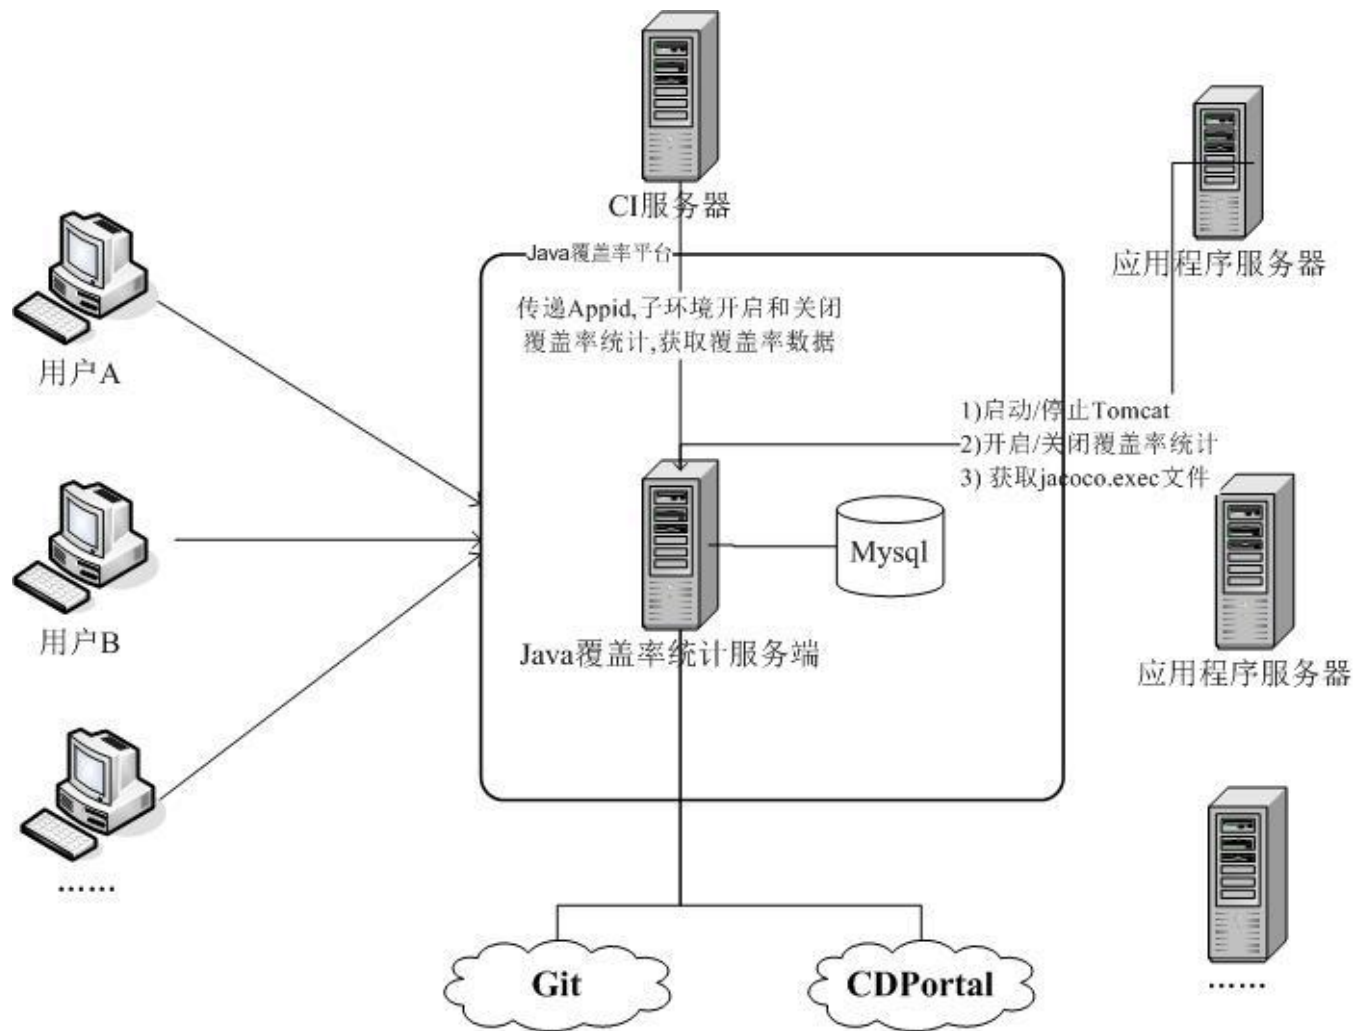 CI服务器
Java覆盖率平台
应用程序服务器
传递Appid,子环境开启和关闭
覆盖率统计,获取覆盖率数据
用户A
1)启动/停止Tomcat
2)开启/关闭覆盖率统计
3) 获取jacoco.exec文件
Mysql
用户B
Java覆盖率统计服务端
应用程序服务器
……
Git
CDPortal
……